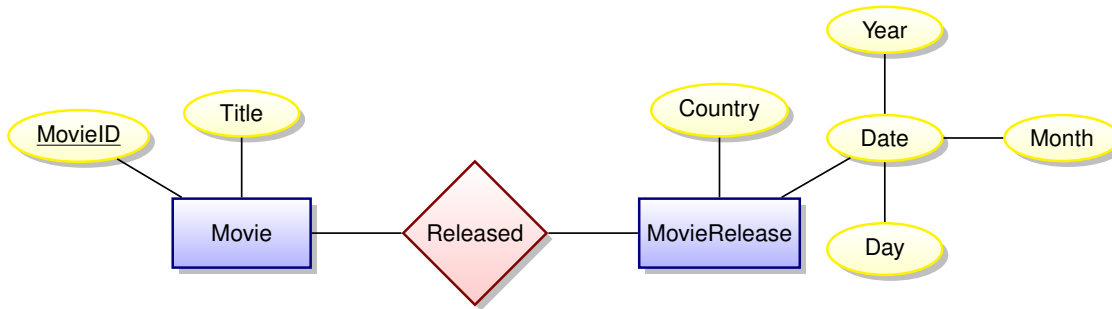 Year
Title
Country
MovieID
Date
Month
Movie
Released
MovieRelease
Day